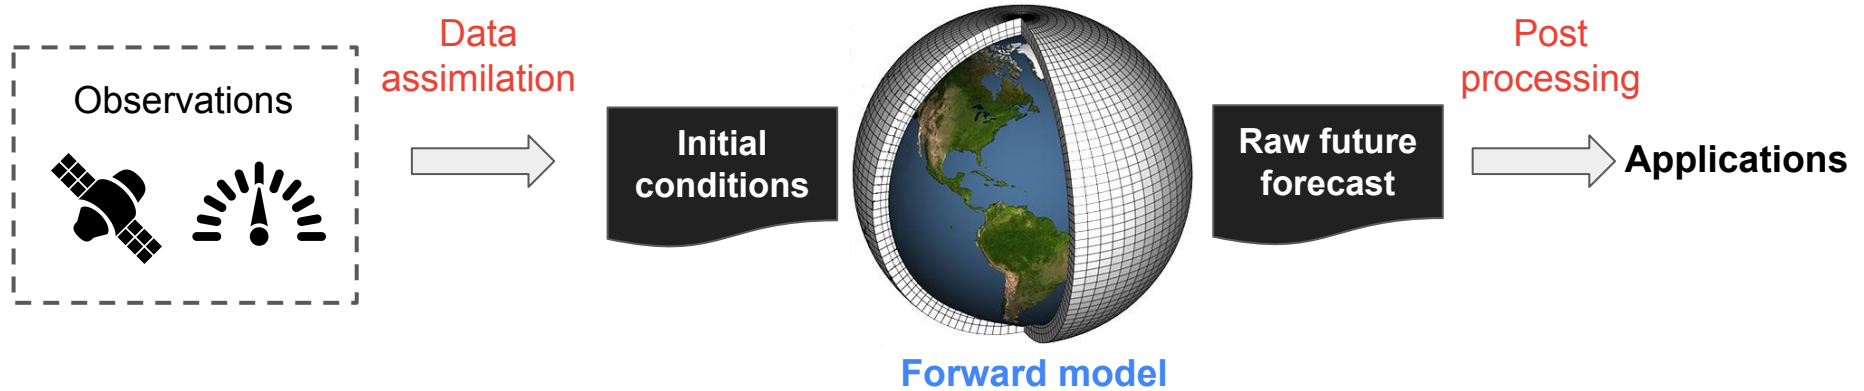 Observations
Data
assimilation
Initial
conditions
Forward model
Raw future
forecast
Post
processing
Applications